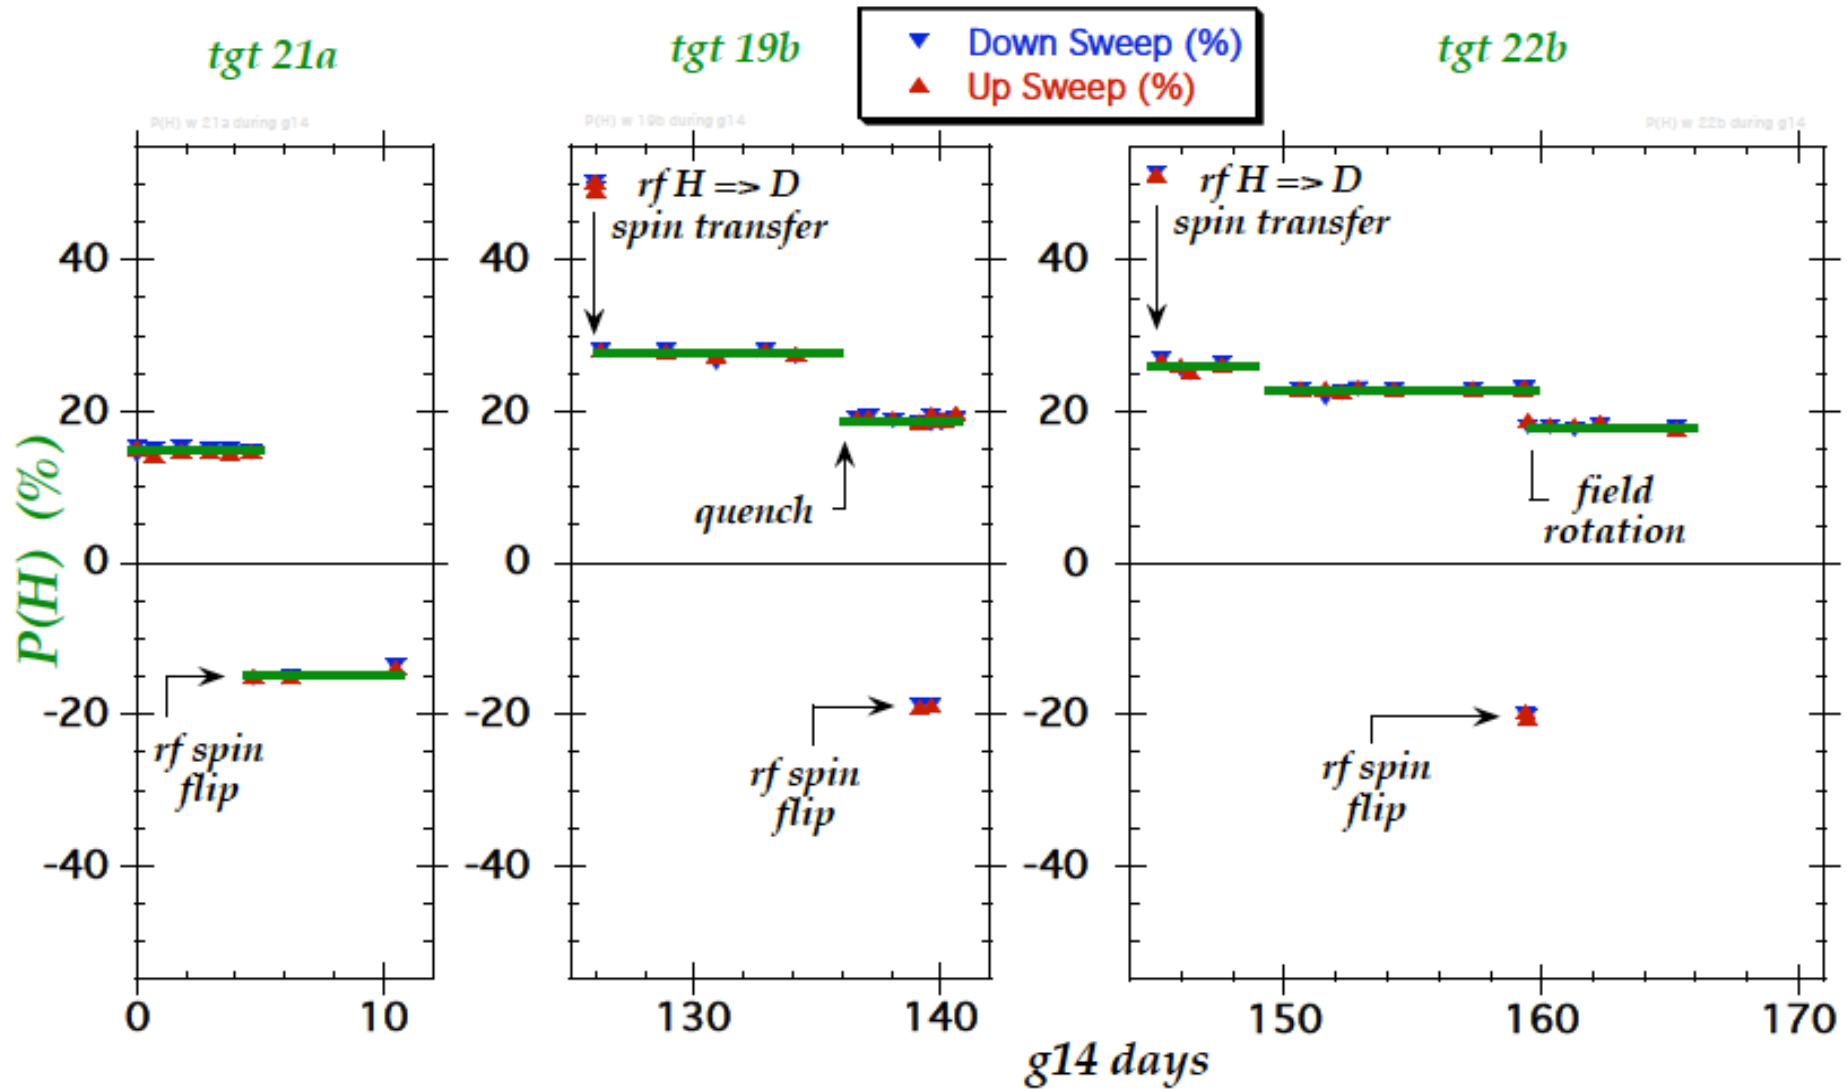 tgt 21a
tgt 19b
Down Sweep (%)
Up Sweep (%)
tgt 22b
P(H) w 21a during g14
P(H) w 19b during g14
P(H) w 22b during g14
P(H) (%)
40
20
0
-20
-40
rf spin
flip
0
10
40
20
0
-20
-40
rf H => D
spin transfer
quench
rf spin
flip
130
140
40
20
0
-20
-40
rf H => D
spin transfer
field
rotation
rf spin
flip
150
160
170
g14 days